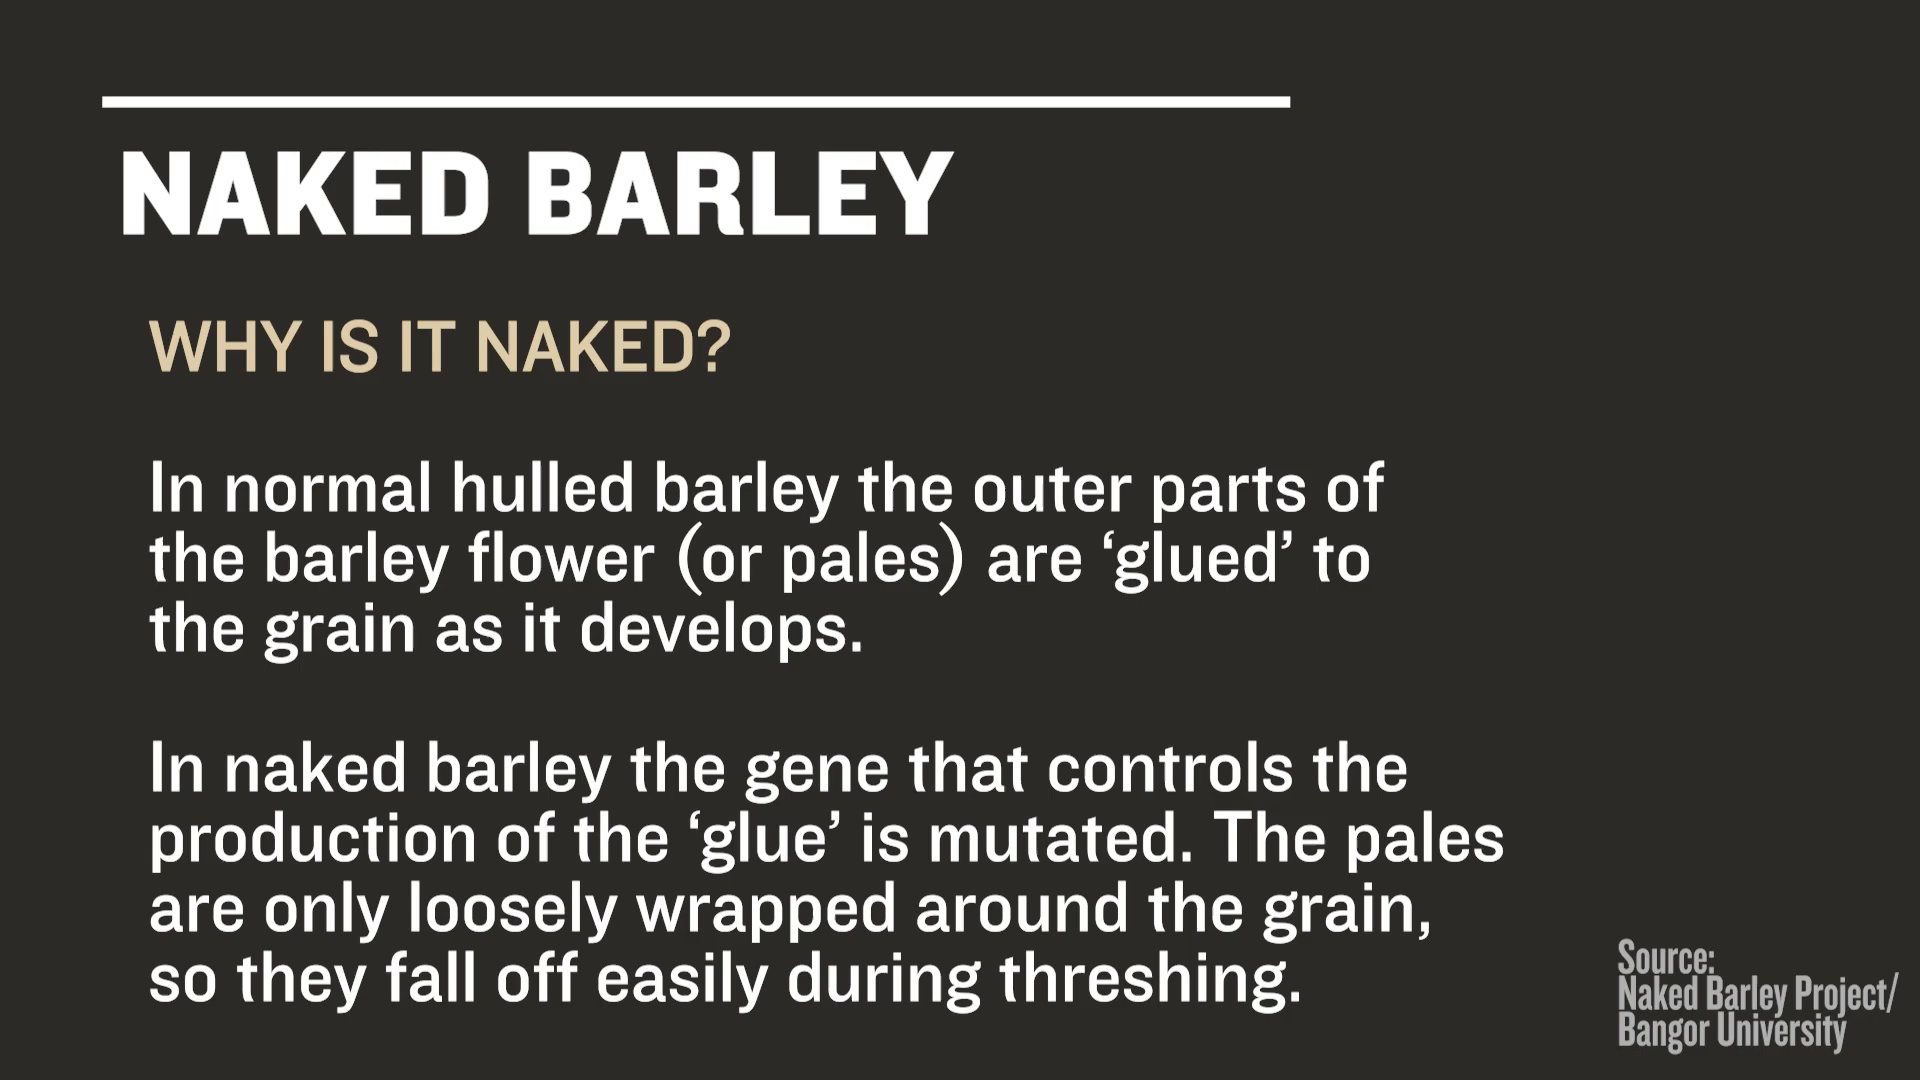 NAKED BARLEY
WHY IS IT NAKED?
In normal hulled barley the outer parts of
the barley flower (or pales) are ‘glued’ to
the grain as it develops.
In naked barley the gene that controls the
production of the ‘glue’ is mutated. The pales
are only loosely wrapped around the grain,
so they fall off easily during threshing.
Source:
Naked Barley Project/
Bangor University